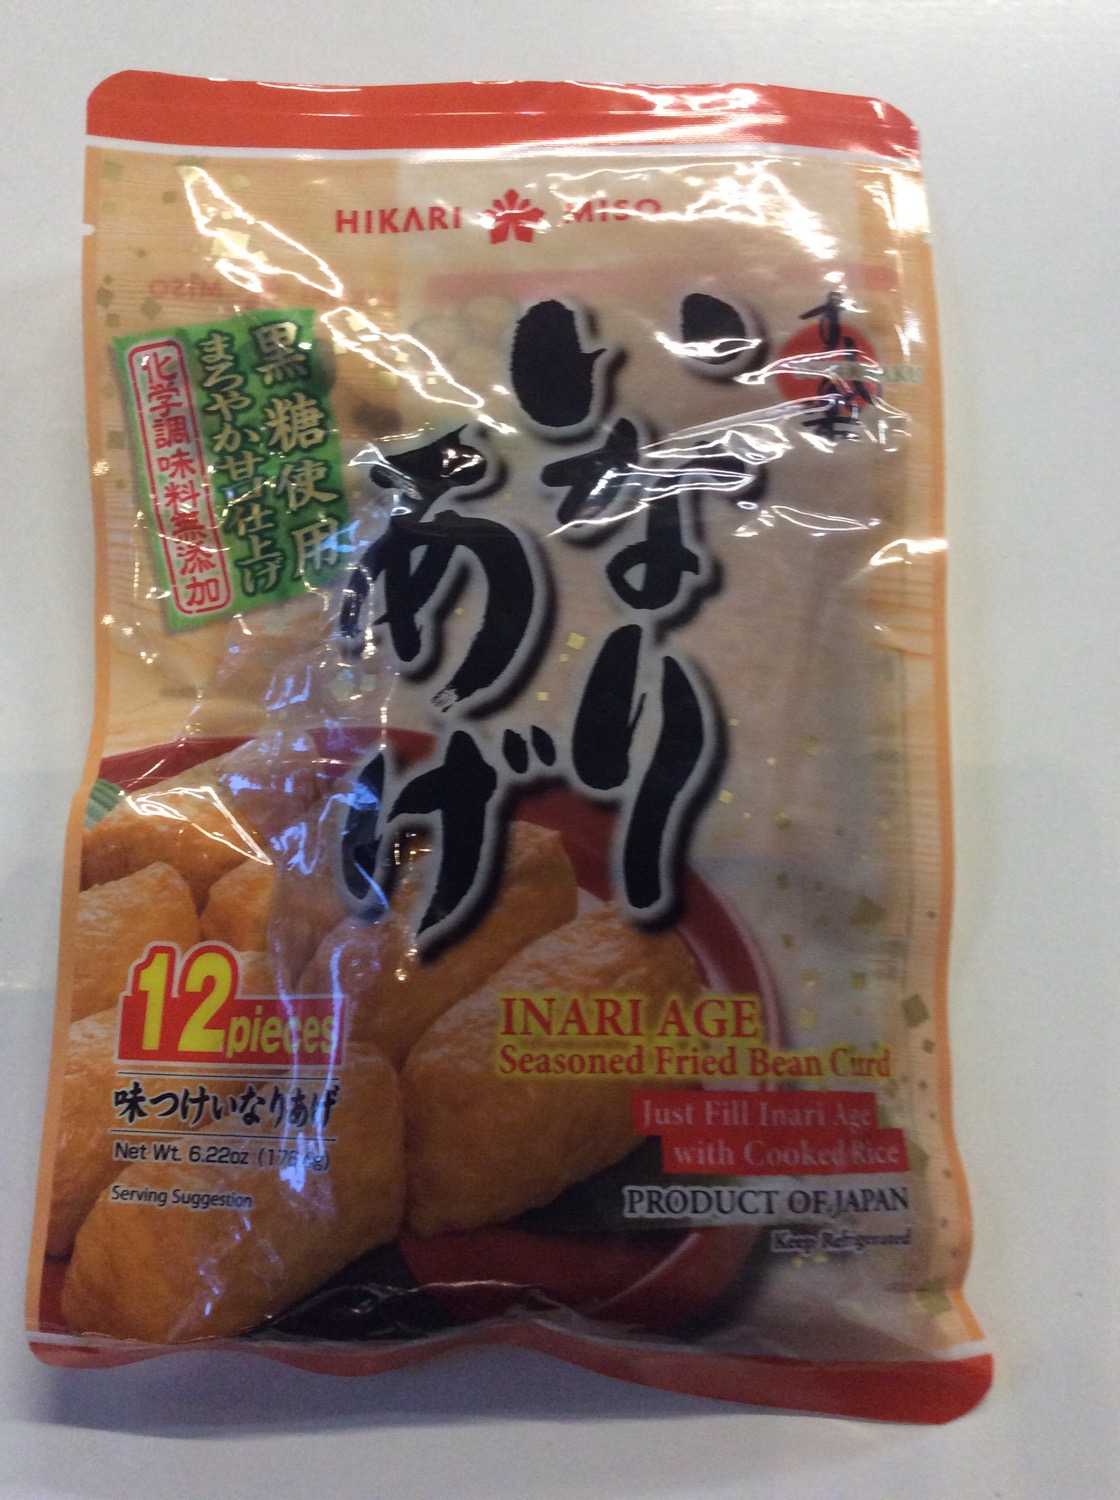 HIKARI MISO
いなり
あげ
黒糖使用
まろやか甘口仕上げ
化学調味料無添加
12 pieces
味つけいなりあげ
Net Wt. 6.22oz
Serving Suggestion
INARI AGE
Seasoned Fried Bean Curd
Just Fill Inari Age
with Cooked Rice
PRODUCT OF JAPAN
Keep Refrigerated